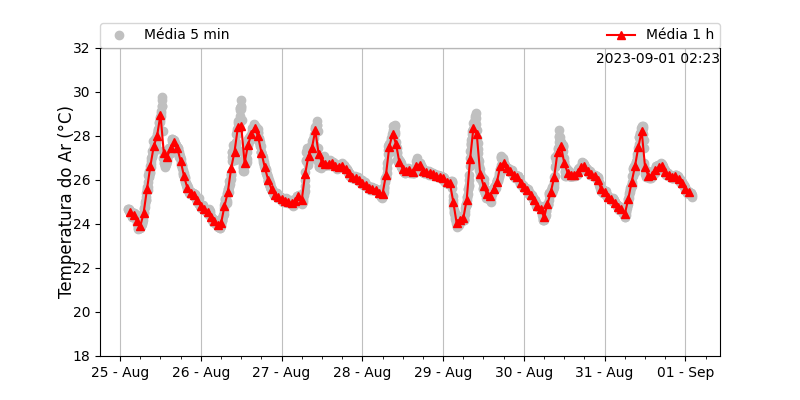 Média 5 min
Média 1 h
2023-09-01 02:23
Temperatura do Ar (°C)
32
30
28
26
24
22
20
18
25 - Aug
26 - Aug
27 - Aug
28 - Aug
29 - Aug
30 - Aug
31 - Aug
01 - Sep